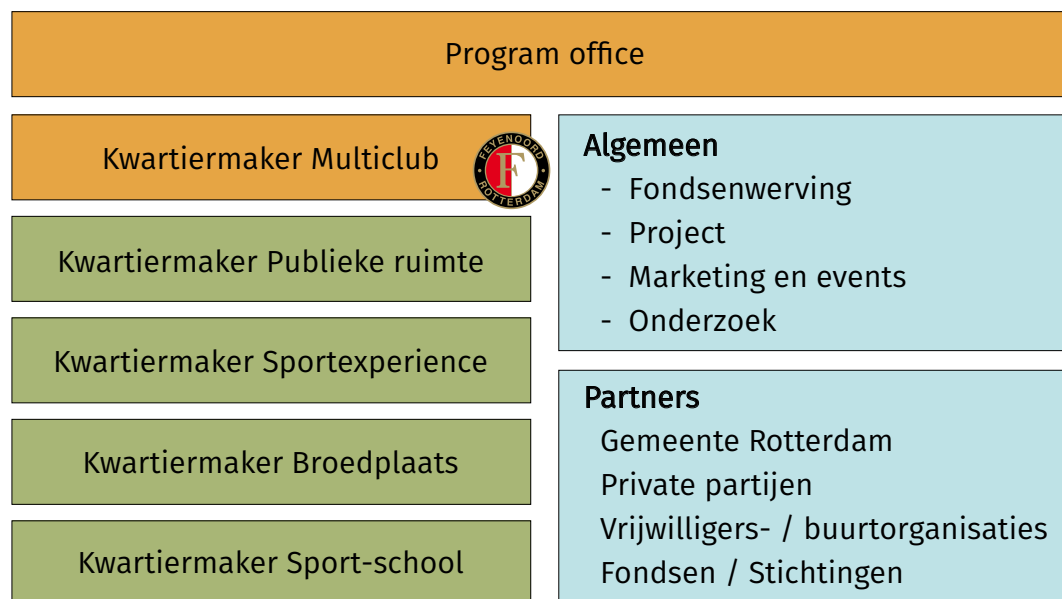 Program office
Kwartiermaker Multiclub
FEYENOORD
F
ROTTERDAM
Kwartiermaker Publieke ruimte
Kwartiermaker Sportexperience
Kwartiermaker Broedplaats
Kwartiermaker Sport-school
Algemeen
- Fondsenwerving
- Project
- Marketing en events
- Onderzoek
Partners
Gemeente Rotterdam
Private partijen
Vrijwilligers- / buurtorganisaties
Fondsen / Stichtingen